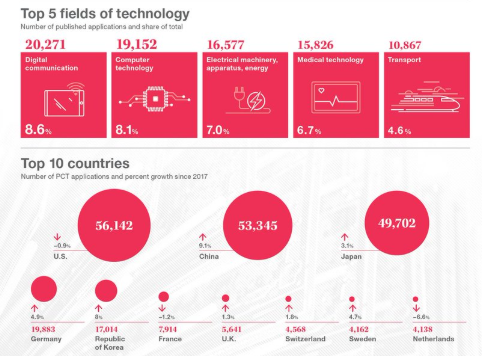 Top 5 fields of technology
Number of published applications and share of total
20,271
19,152
16,577
15,826
10,867
Digital
communication
Computer
technology
Electrical machinery,
apparatus, energy
Medical technology
Transport
8.6%
8.1%
7.0%
6.7%
4.6%
Top 10 countries
Number of PCT applications and percent growth since 2017
56,142
53,345
49,702
–0.9%
U.S.
9.1%
China
3.1%
Japan
4.9%
8%
–1.2%
1.3%
1.8%
4.7%
–6.6%
19,883
17,014
7,914
5,641
4,568
4,162
4,138
Germany
Republic
of Korea
France
U.K.
Switzerland
Sweden
Netherlands